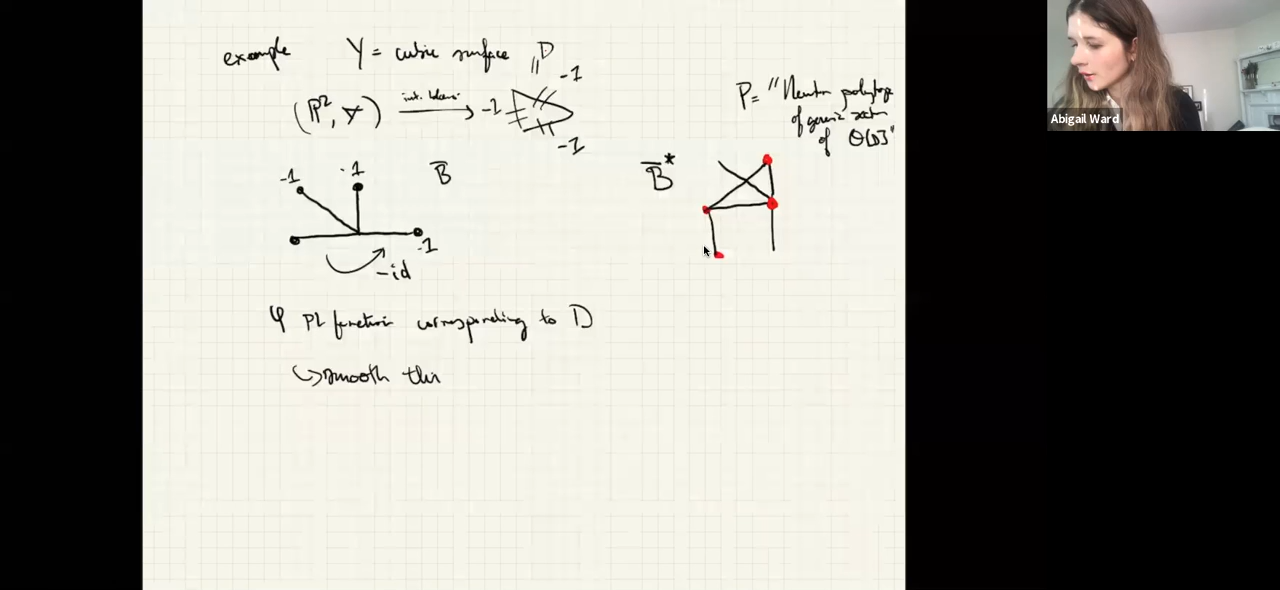 example Y = cubic surface D
=
-1
(P², ∇) int. blow. → -1
-1
P = "Newton polytope
of generic section
of O(D)"
Abigail Ward
-1 -1 B̅
B̅*
-1
-id
φ PL function corresponding to D
↳ smooth this